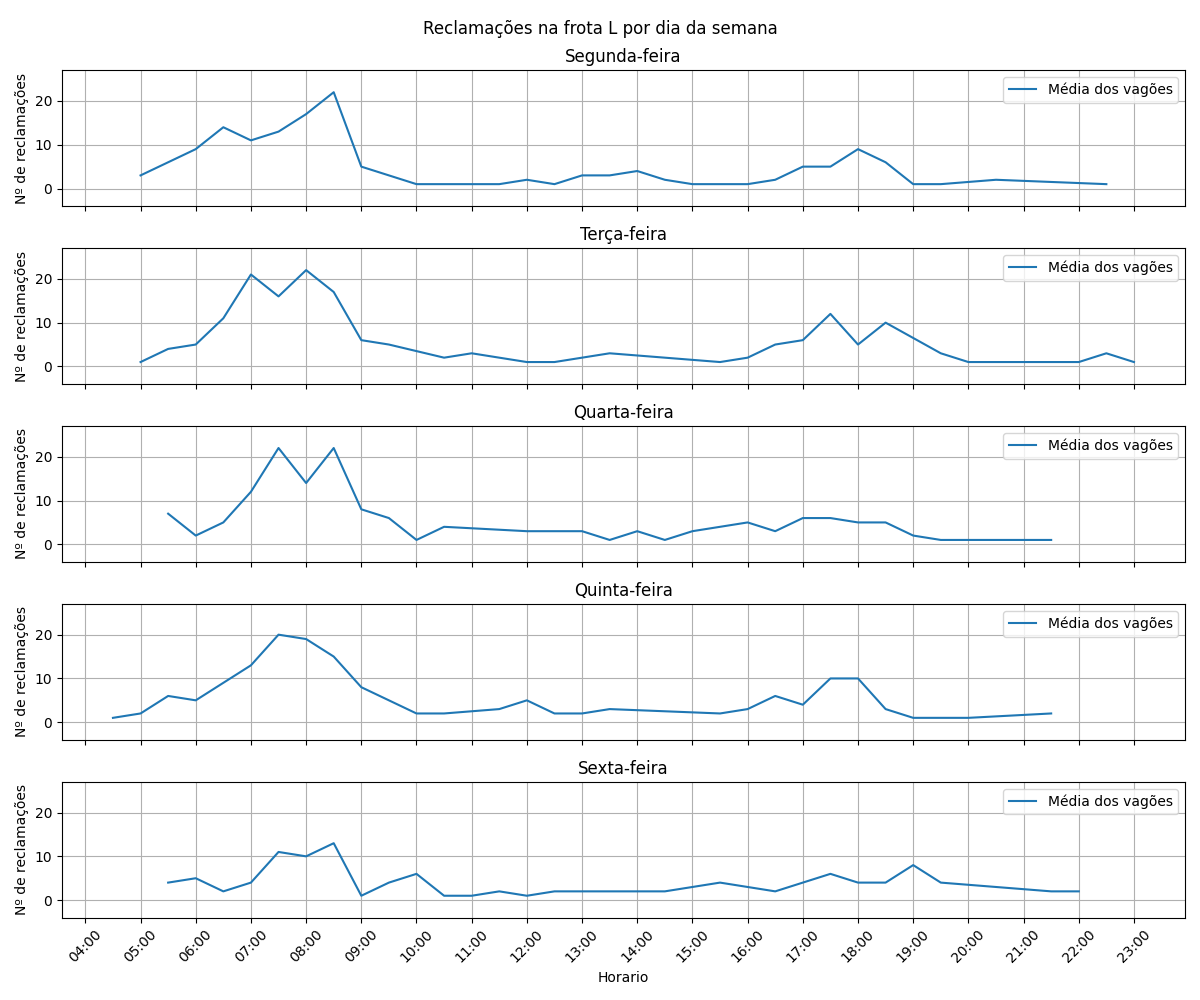 Reclamações na frota L por dia da semana
Segunda-feira
Nº de reclamações
20
10
0
Média dos vagões
Terça-feira
Nº de reclamações
20
10
0
Média dos vagões
Quarta-feira
Nº de reclamações
20
10
0
Média dos vagões
Quinta-feira
Nº de reclamações
20
10
0
Média dos vagões
Sexta-feira
Nº de reclamações
20
10
0
Média dos vagões
04:00 05:00 06:00 07:00 08:00 09:00 10:00 11:00 12:00 13:00 14:00 15:00 16:00 17:00 18:00 19:00 20:00 21:00 22:00 23:00
Horario